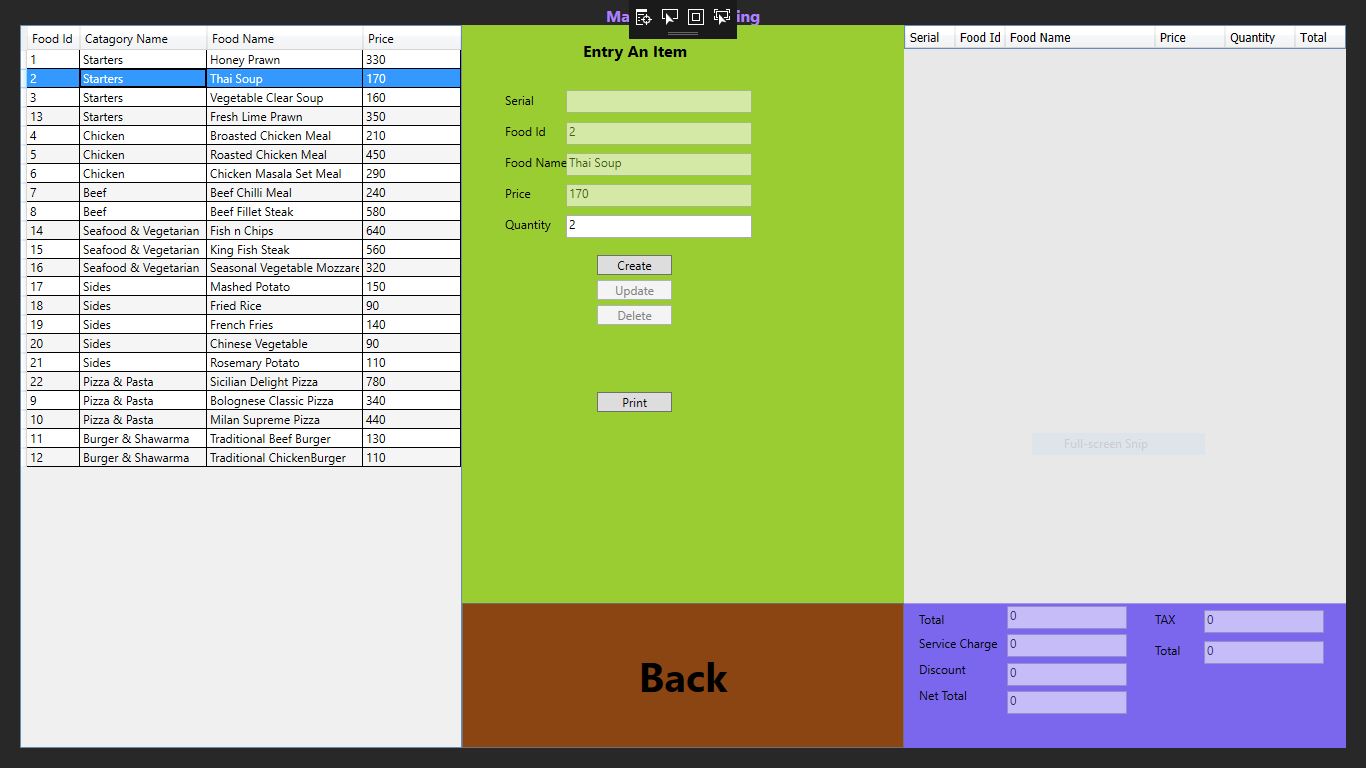 Ma ing
Food Id Catagory Name Food Name Price
1 Starters Honey Prawn 330
2 Starters Thai Soup 170
3 Starters Vegetable Clear Soup 160
13 Starters Fresh Lime Prawn 350
4 Chicken Broasted Chicken Meal 210
5 Chicken Roasted Chicken Meal 450
6 Chicken Chicken Masala Set Meal 290
7 Beef Beef Chilli Meal 240
8 Beef Beef Fillet Steak 580
14 Seafood & Vegetarian Fish n Chips 640
15 Seafood & Vegetarian King Fish Steak 560
16 Seafood & Vegetarian Seasonal Vegetable Mozzare 320
17 Sides Mashed Potato 150
18 Sides Fried Rice 90
19 Sides French Fries 140
20 Sides Chinese Vegetable 90
21 Sides Rosemary Potato 110
22 Pizza & Pasta Sicilian Delight Pizza 780
9 Pizza & Pasta Bolognese Classic Pizza 340
10 Pizza & Pasta Milan Supreme Pizza 440
11 Burger & Shawarma Traditional Beef Burger 130
12 Burger & Shawarma Traditional ChickenBurger 110
Entry An Item
Serial
Food Id 2
Food Name Thai Soup
Price 170
Quantity 2
Create
Update
Delete
Print
Back
Serial Food Id Food Name Price Quantity Total
Full-screen Snip
Total 0 TAX 0
Service Charge 0 Total 0
Discount 0
Net Total 0